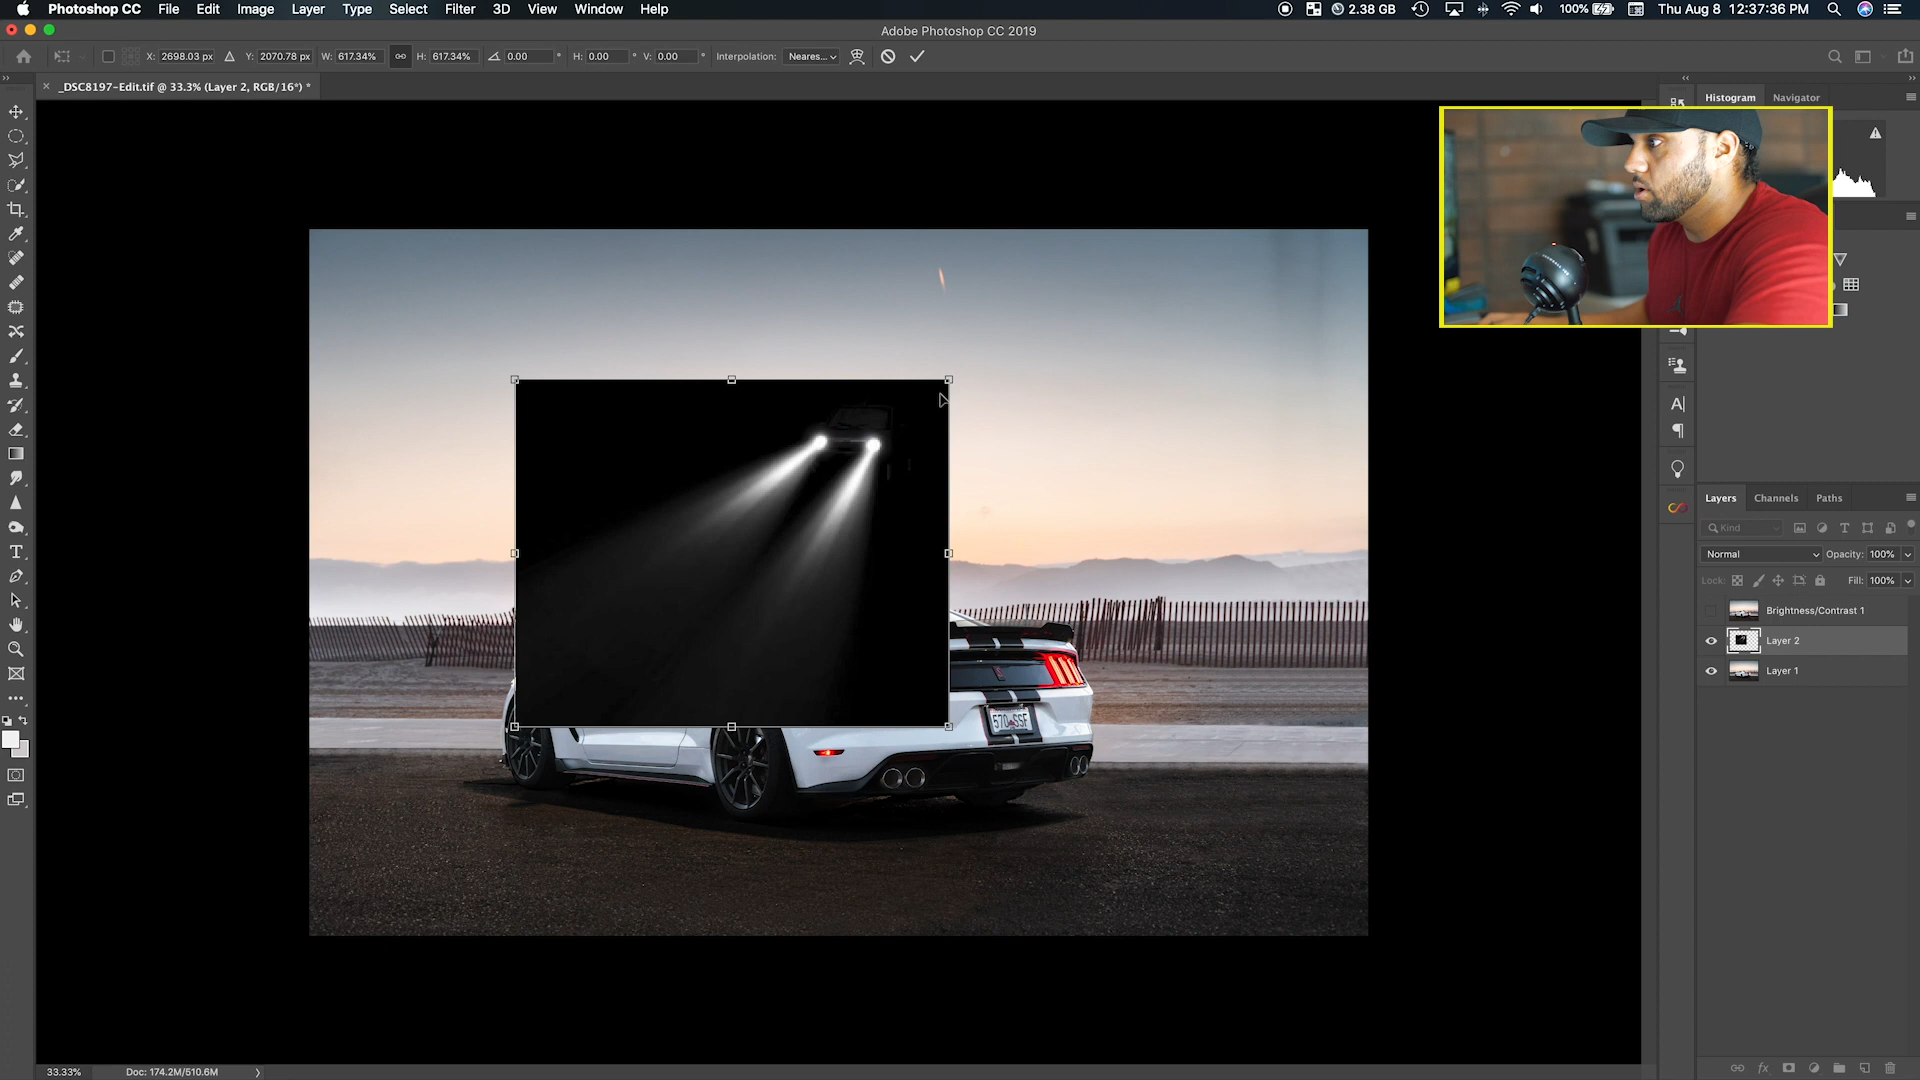 Photoshop CC File Edit Image Layer Type Select Filter 3D View Window Help 2.38 GB 100% Thu Aug 8 12:37:36 PM
Adobe Photoshop CC 2019
X: 2698.03 px Y: 2070.78 px W: 617.34% H: 617.34% 0.00 ° H: 0.00 ° V: 0.00 ° Interpolation: Neares...
_DSC8197-Edit.tif @ 33.3% (Layer 2, RGB/16*) *
Histogram Navigator
570 SSF
Layers Channels Paths
Kind
Normal Opacity: 100%
Lock: Fill: 100%
Brightness/Contrast 1
Layer 2
Layer 1
33.33% Doc: 174.2M/510.6M